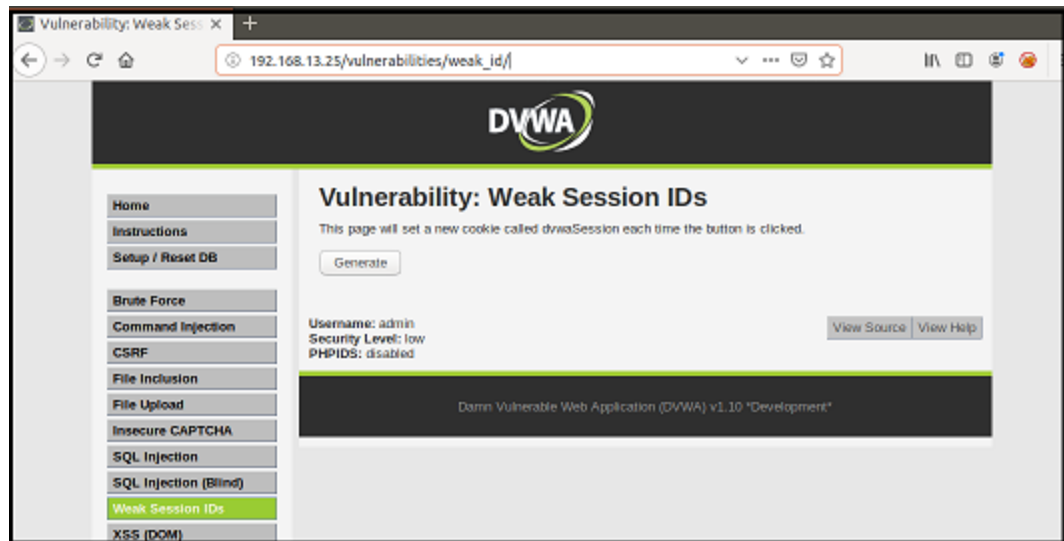 Vulnerability: Weak Sess
192.168.13.25/vulnerabilities/weak_id/
DVWA
Home
Instructions
Setup / Reset DB
Brute Force
Command Injection
CSRF
File Inclusion
File Upload
Insecure CAPTCHA
SQL Injection
SQL Injection (Blind)
Weak Session IDs
XSS (DOM)
Vulnerability: Weak Session IDs
This page will set a new cookie called dvwaSession each time the button is clicked.
Generate
Username: admin
Security Level: low
PHPIDS: disabled
View Source View Help
Damn Vulnerable Web Application (DVWA) v1.10 *Development*